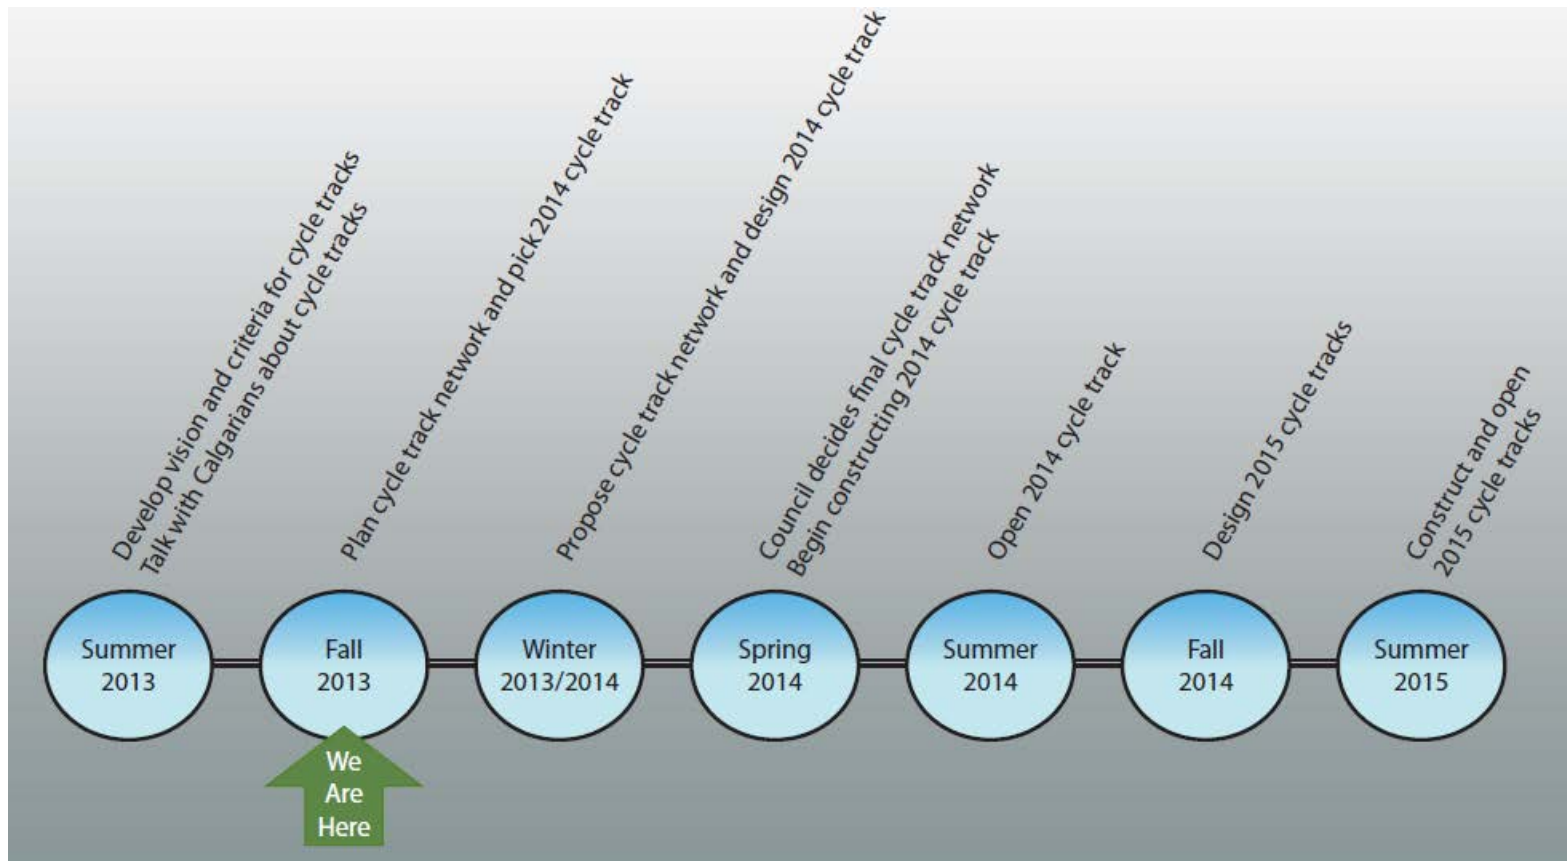 Develop vision and criteria for cycle tracks
Talk with Calgarians about cycle tracks
Plan cycle track network and pick 2014 cycle track
Propose cycle track network and design 2014 cycle track
Council decides final cycle track network
Begin constructing 2014 cycle track
Open 2014 cycle track
Design 2015 cycle tracks
Construct and open
2015 cycle tracks
Summer
2013
Fall
2013
Winter
2013/2014
Spring
2014
Summer
2014
Fall
2014
Summer
2015
We
Are
Here